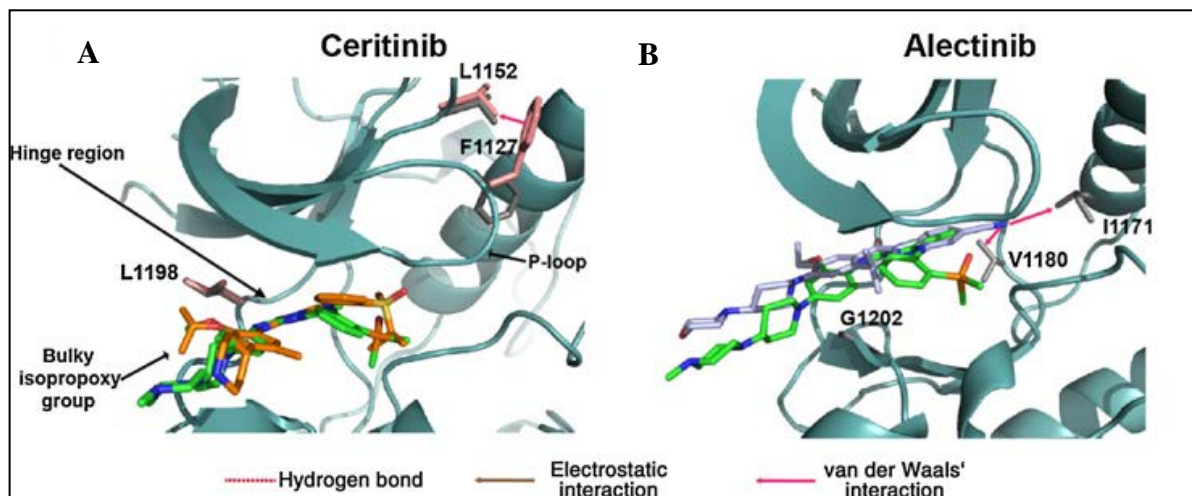 A
Ceritinib
L1152
Hinge region
F1127
P-loop
L1198
Bulky
isopropoxy
group
B
Alectinib
I1171
V1180
G1202
Hydrogen bond
Electrostatic
interaction
van der Waals'
interaction